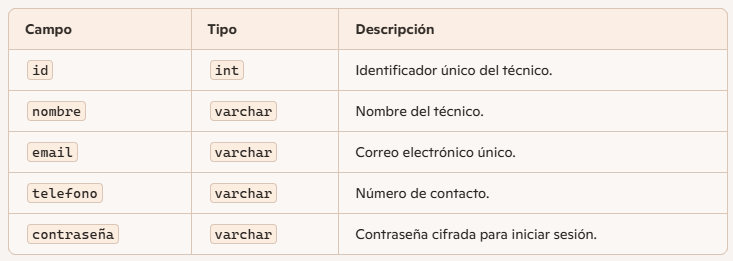 Campo Tipo Descripción
id int Identificador único del técnico.
nombre varchar Nombre del técnico.
email varchar Correo electrónico único.
telefono varchar Número de contacto.
contraseña varchar Contraseña cifrada para iniciar sesión.